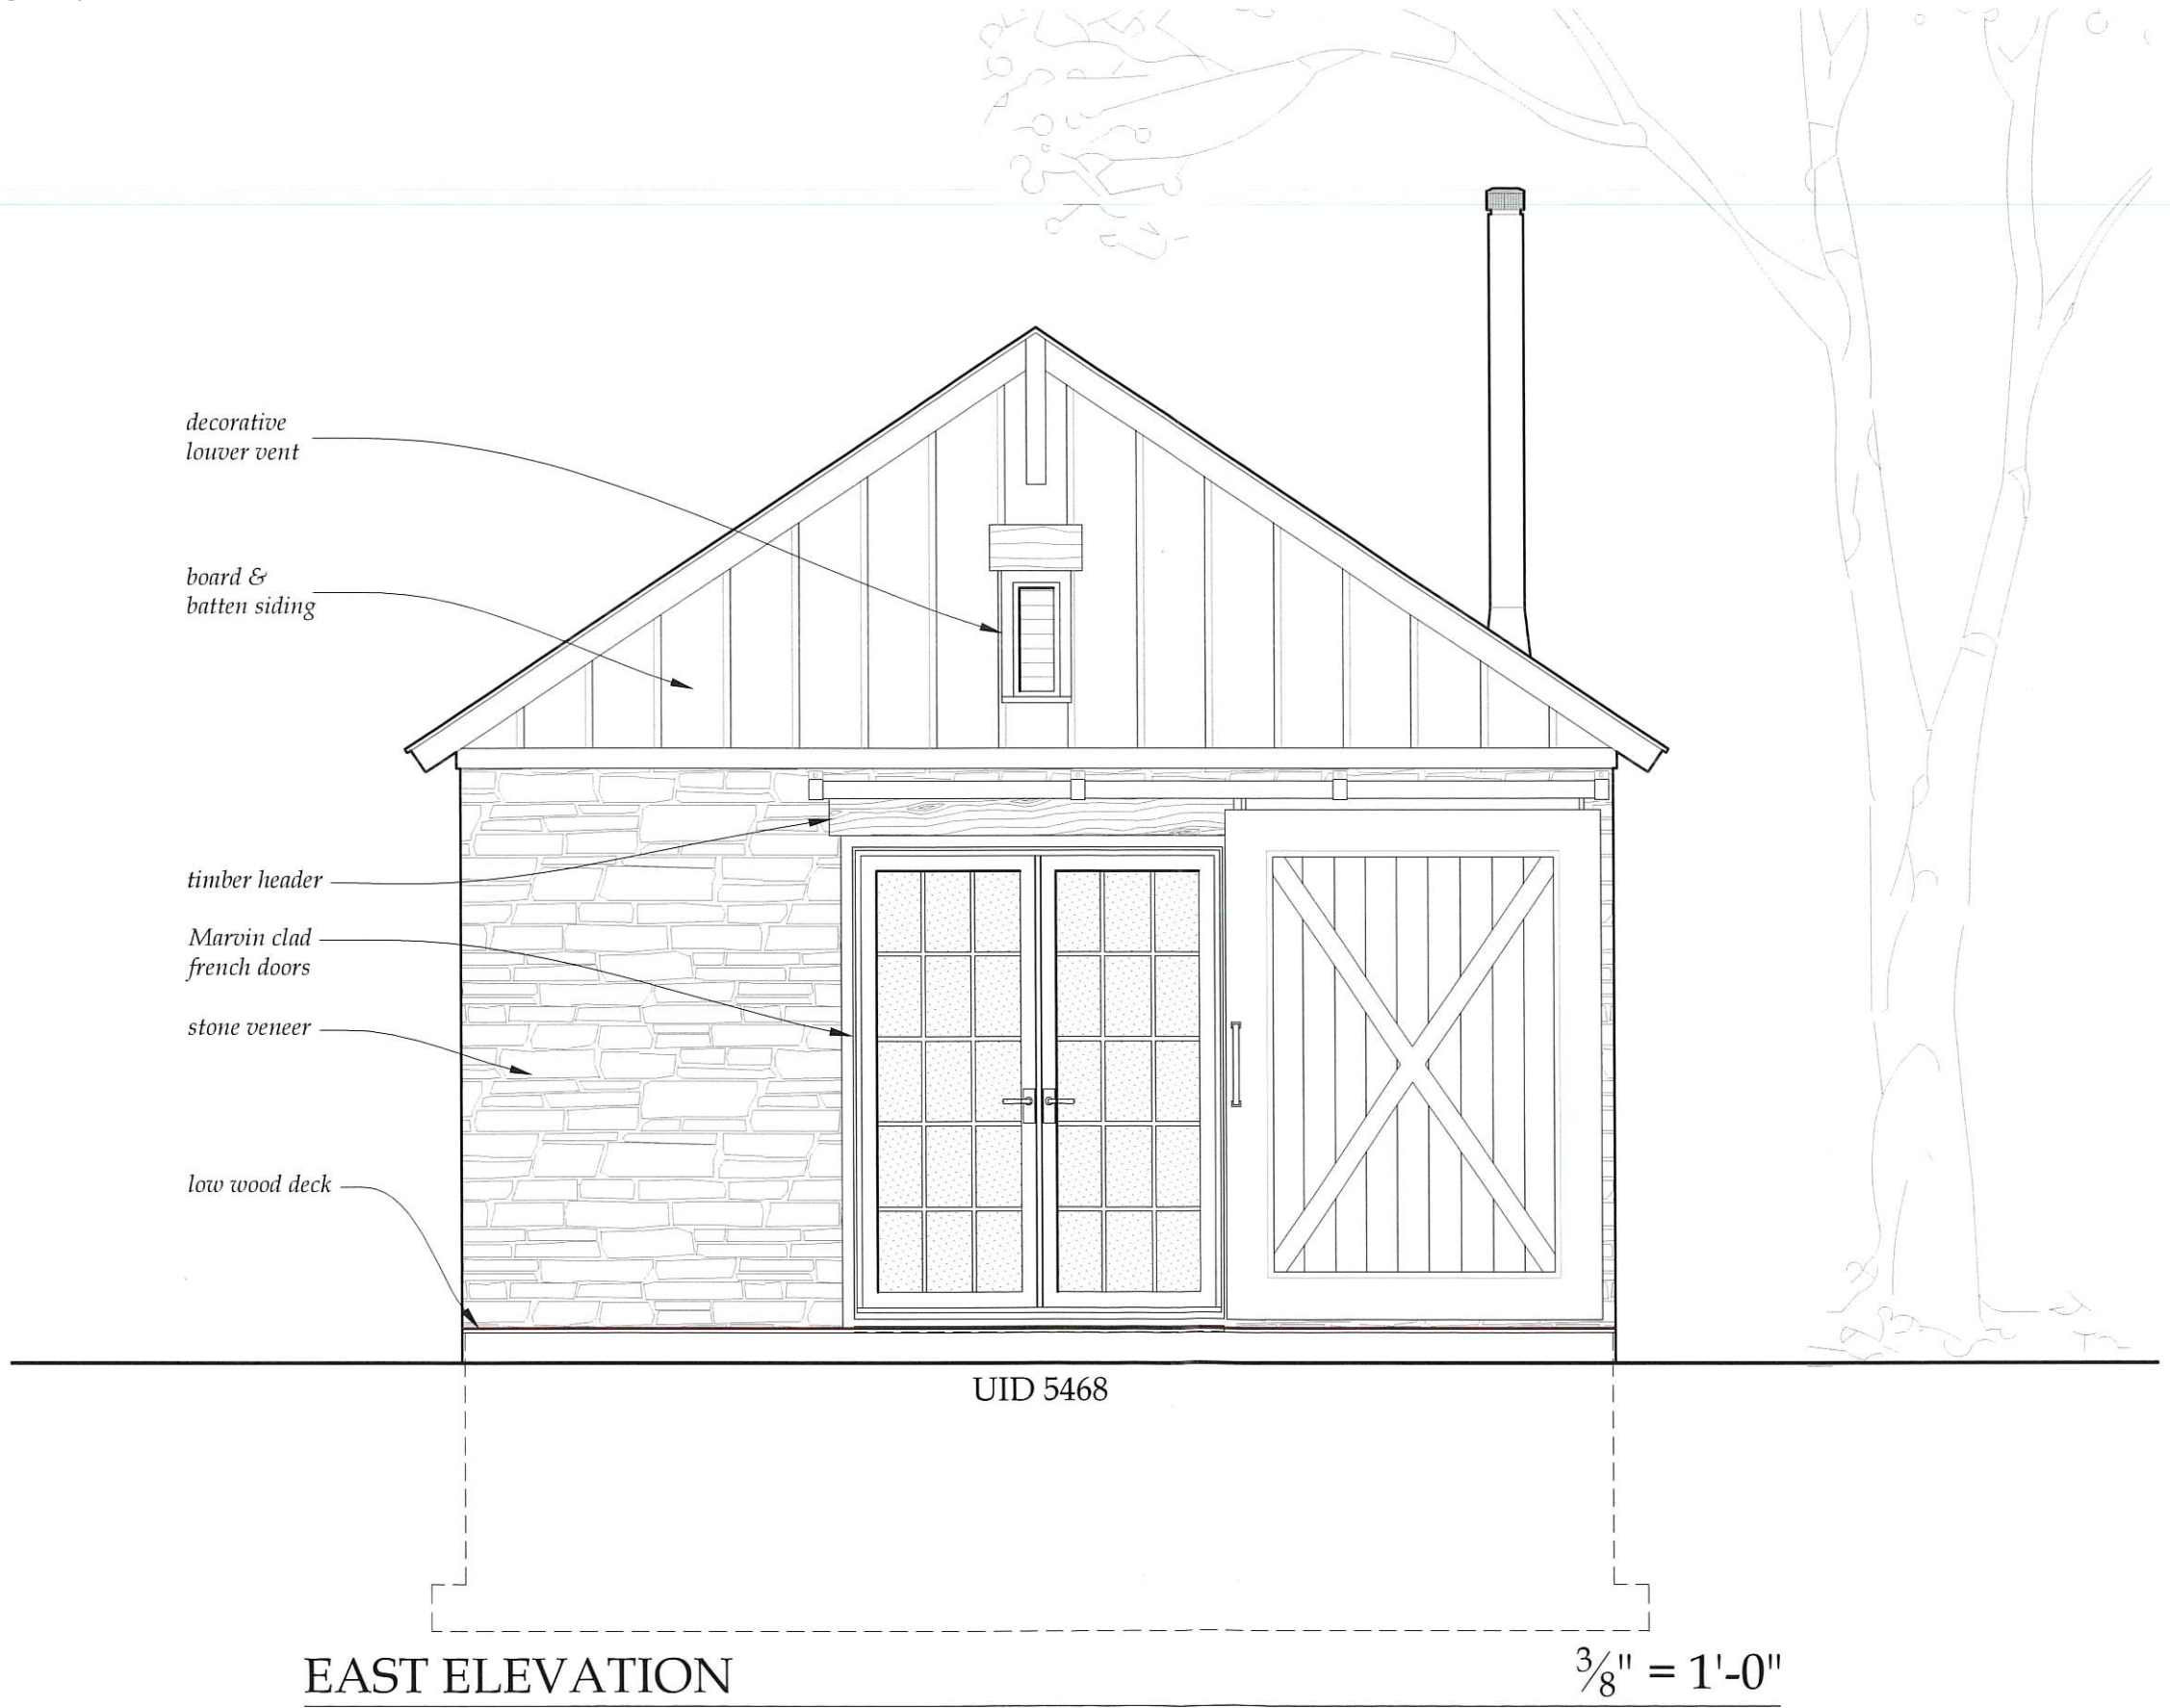 decorative
louver vent
board &
batten siding
timber header
Marvin clad
french doors
stone veneer
low wood deck
UID 5468
EAST ELEVATION
3/8" = 1'-0"